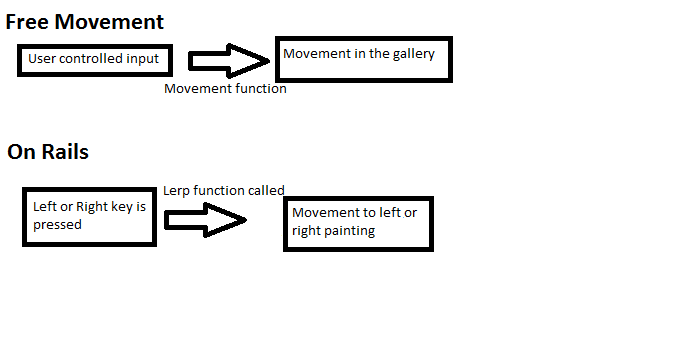 Free Movement
User controlled input
Movement function
Movement in the gallery
On Rails
Left or Right key is
pressed
Lerp function called
Movement to left or
right painting